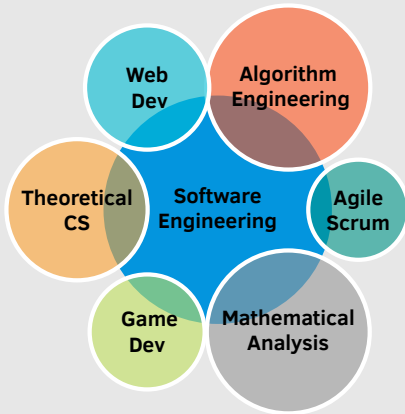 Web
Dev
Algorithm
Engineering
Theoretical
CS
Software
Engineering
Agile
Scrum
Game
Dev
Mathematical
Analysis